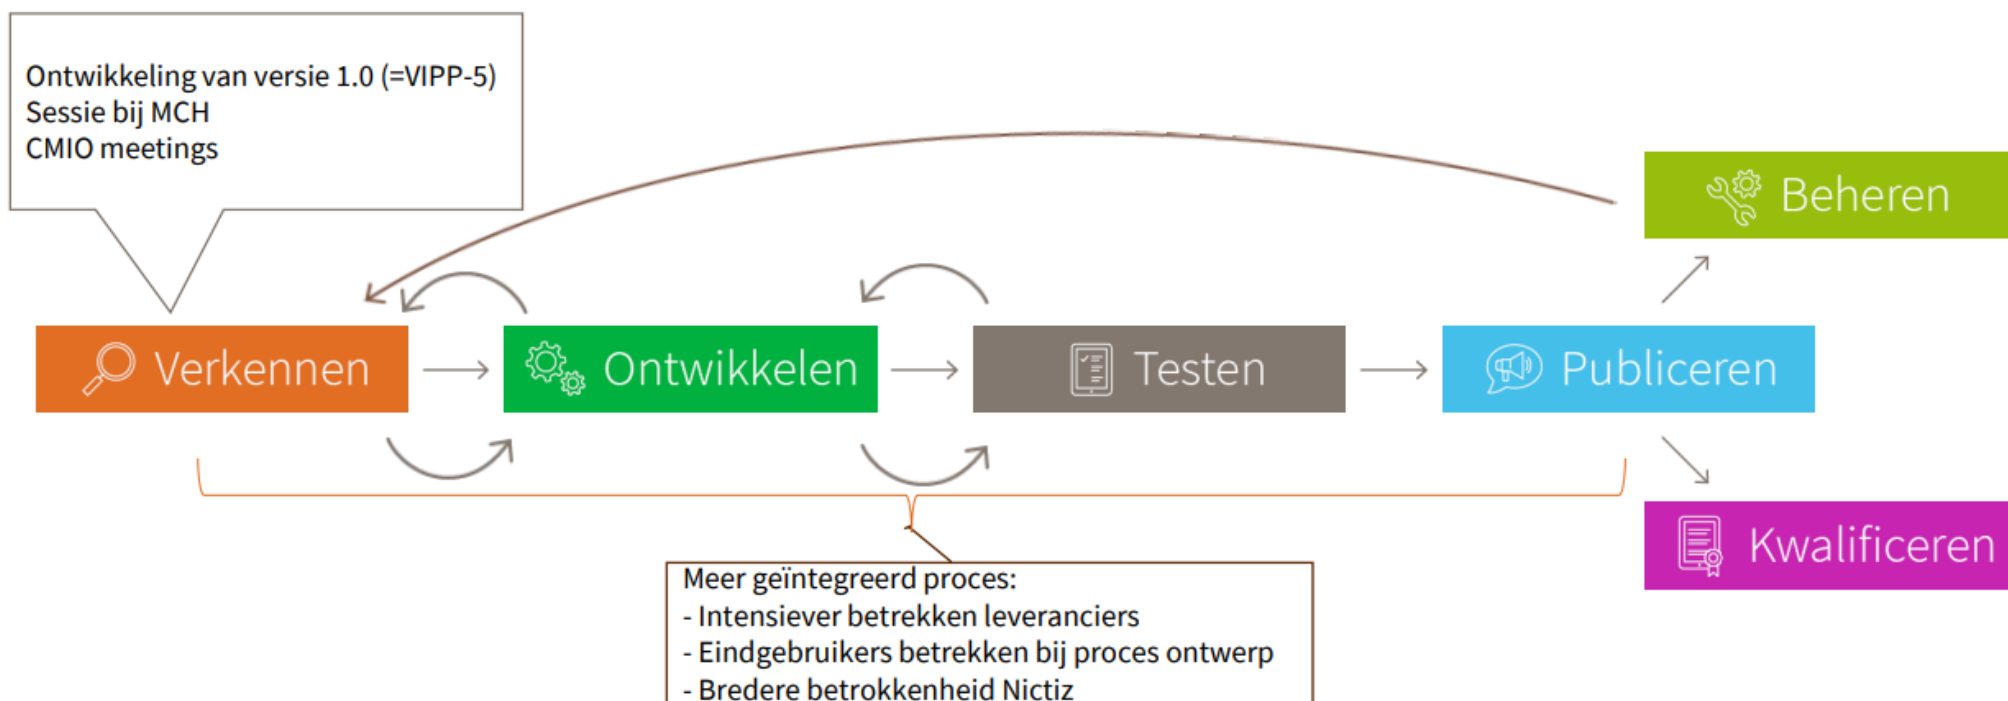 Ontwikkeling van versie 1.0 (=VIPP-5)
Sessie bij MCH
CMIO meetings
Beheren
Verkennen
Ontwikkelen
Testen
Publiceren
Kwalificeren
Meer geïntegreerd proces:
- Intensiever betrekken leveranciers
- Eindgebruikers betrekken bij proces ontwerp
- Bredere betrokkenheid Nictiz